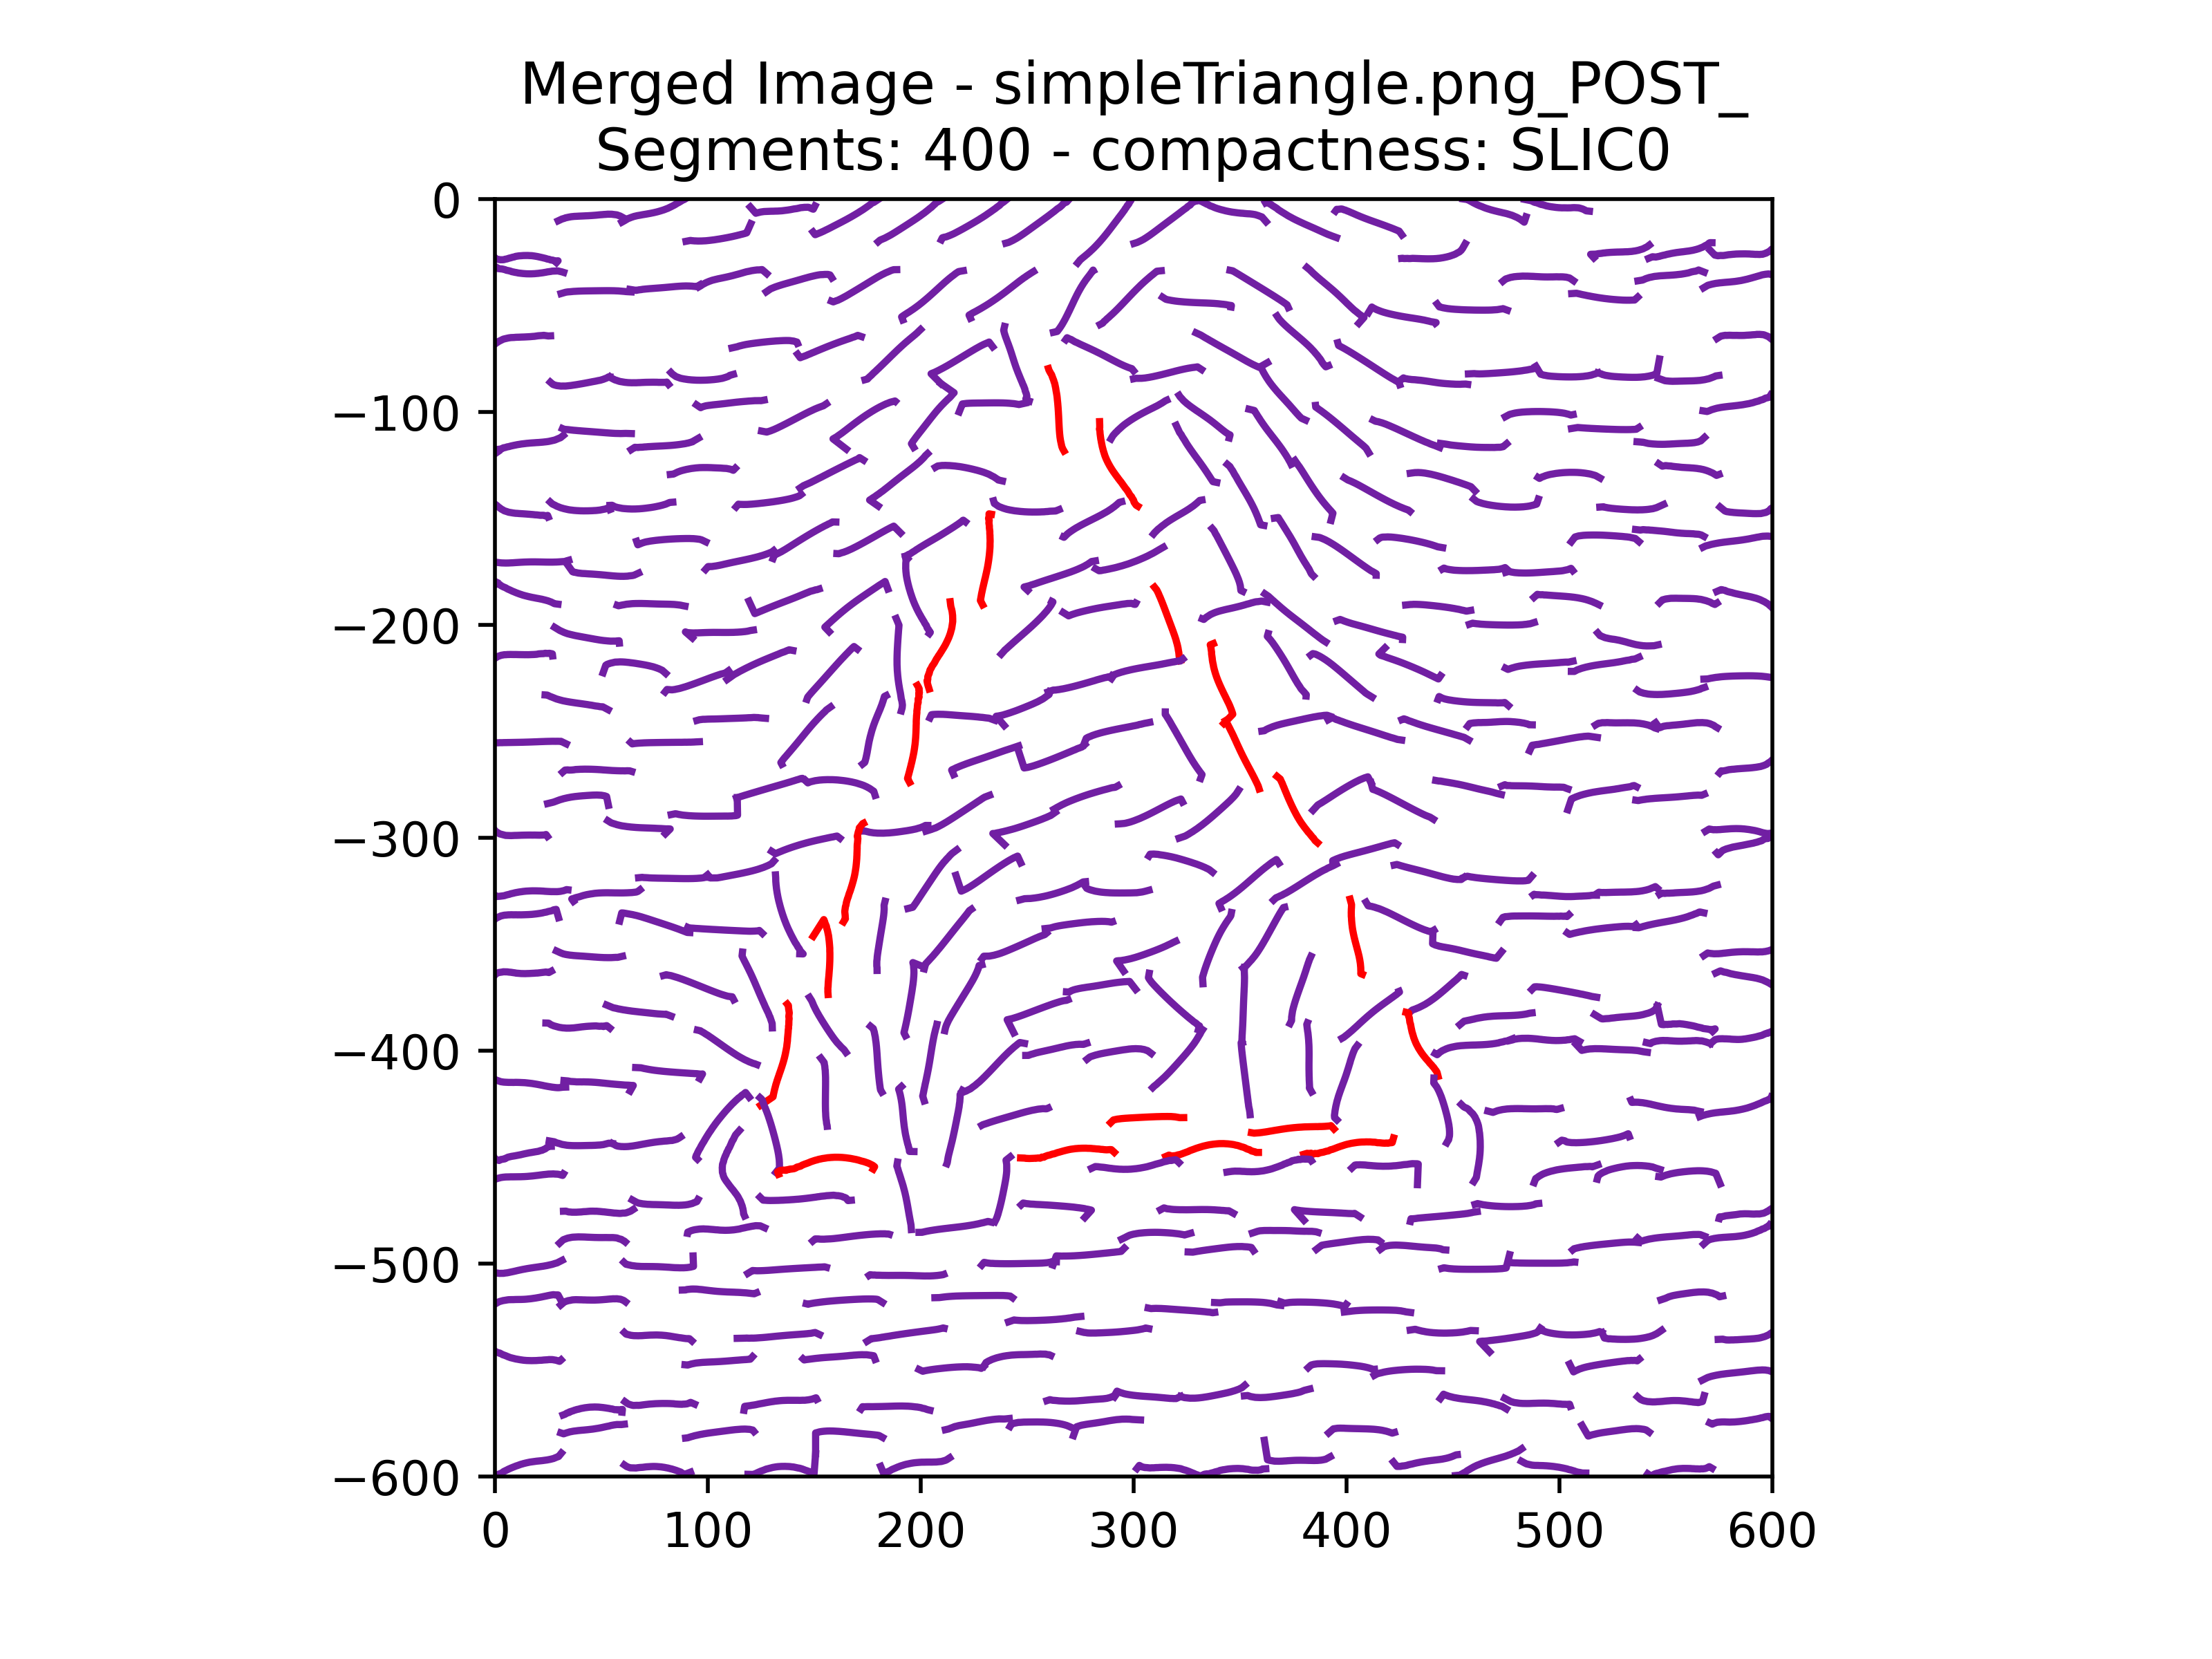 Merged Image - simpleTriangle.png_POST_
Segments: 400 - compactness: SLIC0
0
−100
−200
−300
−400
−500
−600
0 100 200 300 400 500 600